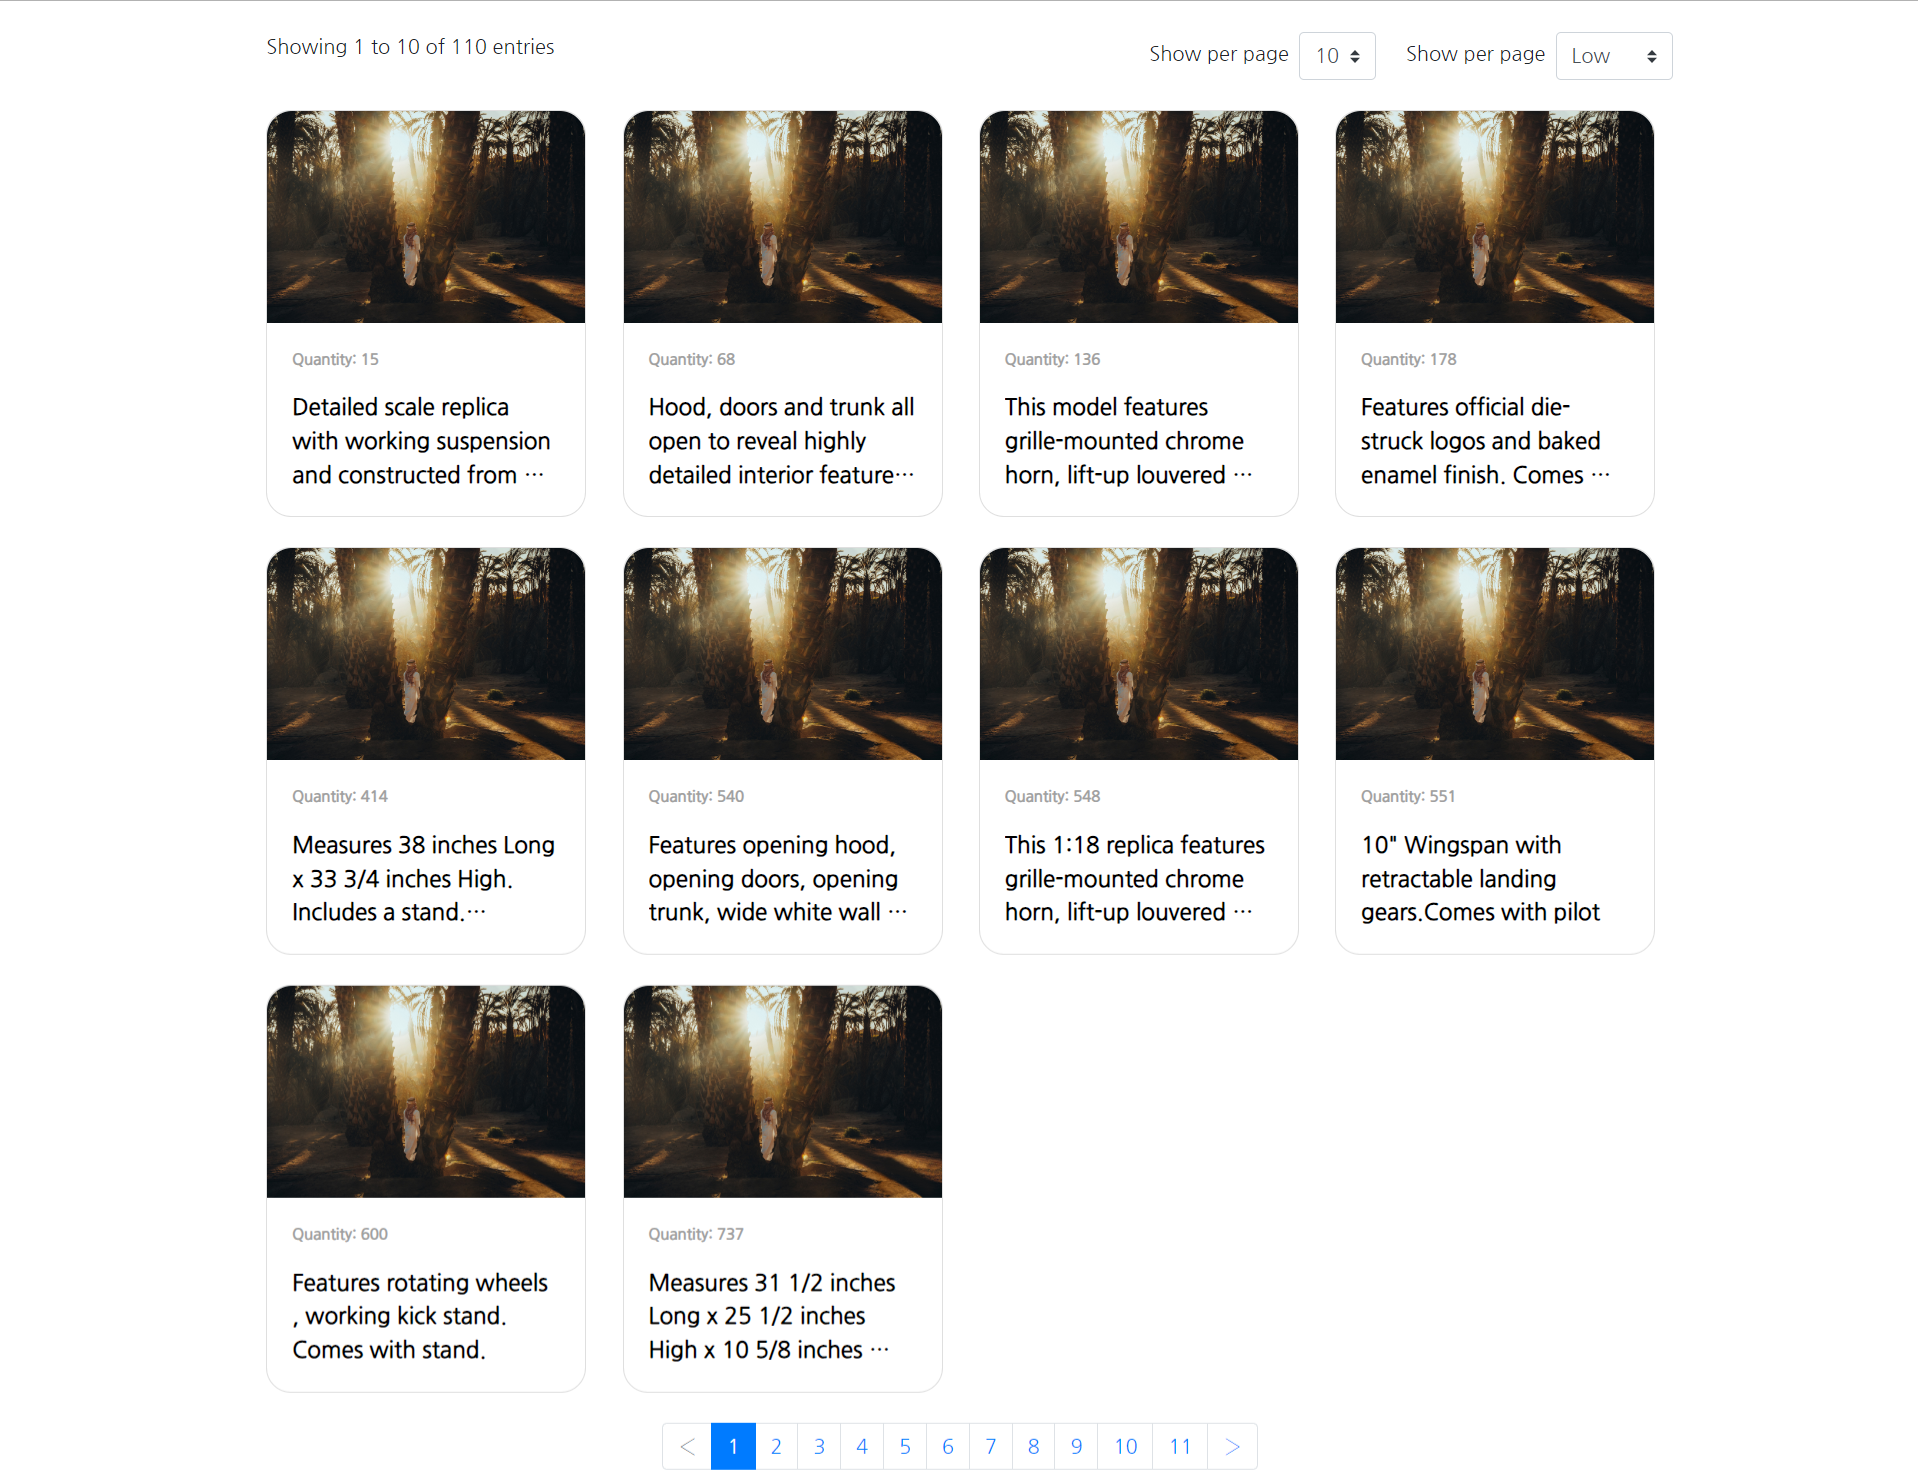 Showing 1 to 10 of 110 entries
Show per page 10 Show per page Low
Quantity: 15
Detailed scale replica
with working suspension
and constructed from ···
Quantity: 68
Hood, doors and trunk all
open to reveal highly
detailed interior feature···
Quantity: 136
This model features
grille-mounted chrome
horn, lift-up louvered ···
Quantity: 178
Features official die-
struck logos and baked
enamel finish. Comes ···
Quantity: 414
Measures 38 inches Long
x 33 3/4 inches High.
Includes a stand.···
Quantity: 540
Features opening hood,
opening doors, opening
trunk, wide white wall ···
Quantity: 548
This 1:18 replica features
grille-mounted chrome
horn, lift-up louvered ···
Quantity: 551
10" Wingspan with
retractable landing
gears.Comes with pilot
Quantity: 600
Features rotating wheels
, working kick stand.
Comes with stand.
Quantity: 737
Measures 31 1/2 inches
Long x 25 1/2 inches
High x 10 5/8 inches ···
< 1 2 3 4 5 6 7 8 9 10 11 >